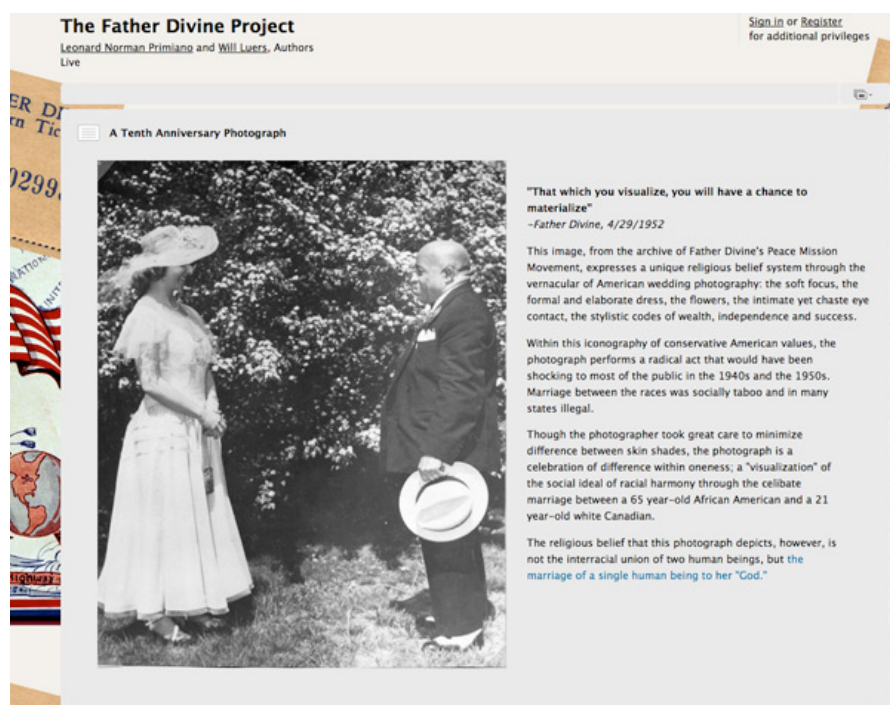 The Father Divine Project
Leonard Norman Primiano and Will Luers, Authors
Live
Sign in or Register
for additional privileges
A Tenth Anniversary Photograph
"That which you visualize, you will have a chance to
materialize"
–Father Divine, 4/29/1952
This image, from the archive of Father Divine's Peace Mission
Movement, expresses a unique religious belief system through the
vernacular of American wedding photography: the soft focus, the
formal and elaborate dress, the flowers, the intimate yet chaste eye
contact, the stylistic codes of wealth, independence and success.
Within this iconography of conservative American values, the
photograph performs a radical act that would have been
shocking to most of the public in the 1940s and the 1950s.
Marriage between the races was socially taboo and in many
states illegal.
Though the photographer took great care to minimize
difference between skin shades, the photograph is a
celebration of difference within oneness; a "visualization" of
the social ideal of racial harmony through the celibate
marriage between a 65 year-old African American and a 21
year-old white Canadian.
The religious belief that this photograph depicts, however, is
not the interracial union of two human beings, but the
marriage of a single human being to her "God."
ER DI
rn Tic
0299